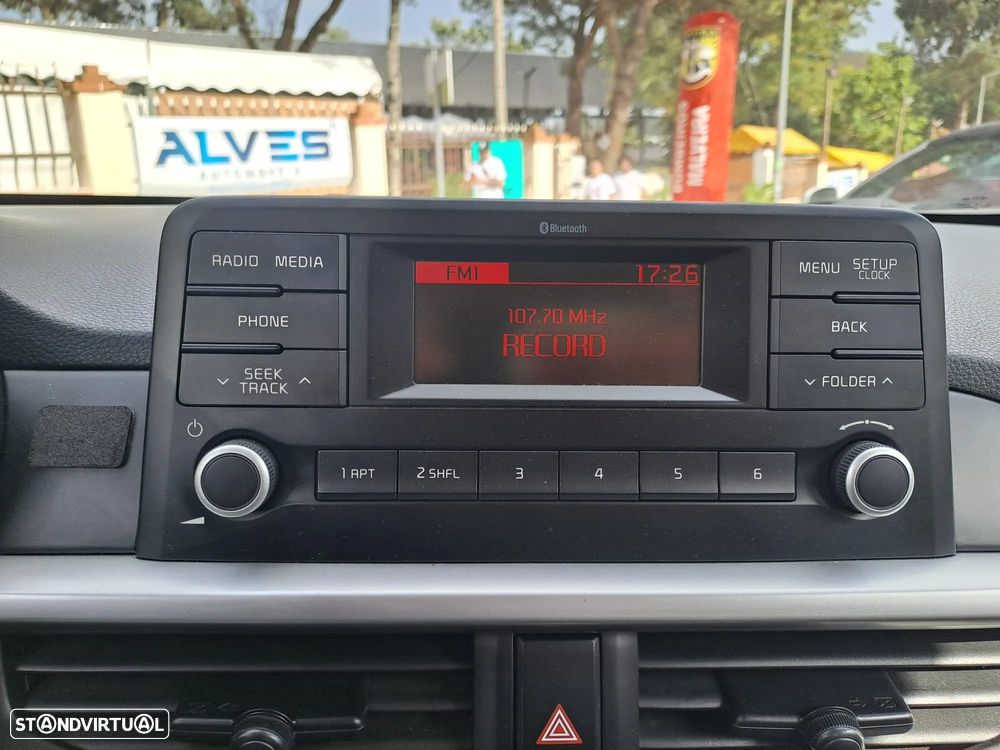 ALVES
AUTOMÓVEIS
Bluetooth
RADIO MEDIA
PHONE
SEEK
TRACK
FM1 17:26
107.70 MHz
RECORD
MENU SETUP
CLOCK
BACK
FOLDER
1 RPT 2 SHFL 3 4 5 6
STANDVIRTUAL